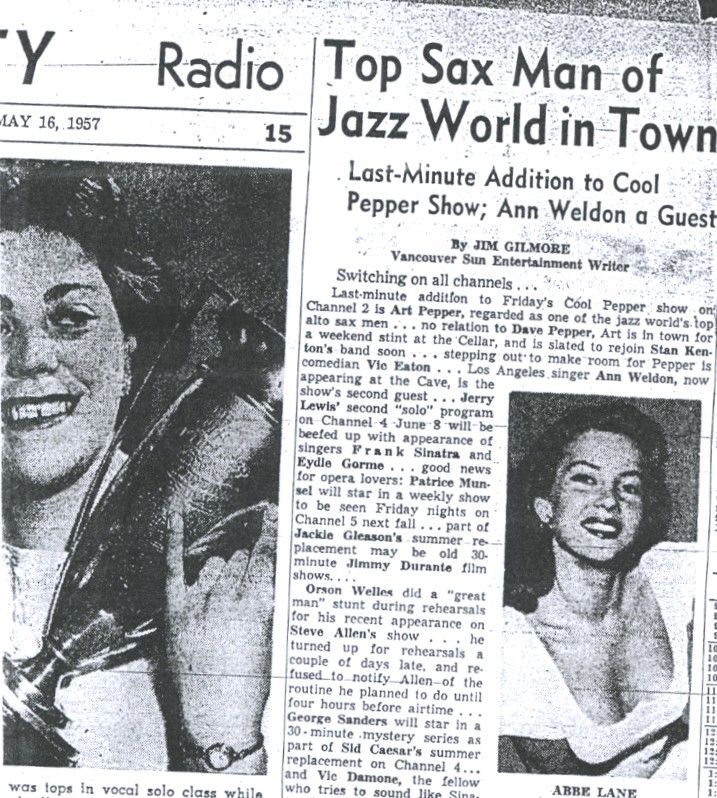 TY Radio
MAY 16, 1957
15
was tops in vocal solo class while
Top Sax Man of
Jazz World in Town
Last-Minute Addition to Cool
Pepper Show; Ann Weldon a Guest
By JIM GILMORE
Vancouver Sun Entertainment Writer
Switching on all channels . . .
Last-minute addition to Friday's Cool Pepper show on
Channel 2 is Art Pepper, regarded as one of the jazz world's top
alto sax men . . . no relation to Dave Pepper, Art is in town for
a weekend stint at the Cellar, and is slated to rejoin Stan Ken-
ton's band soon . . . stepping out to make room for Pepper is
comedian Vic Eaton . . . Los Angeles singer Ann Weldon, now
appearing at the Cave, is the
show's second guest . . . Jerry
Lewis' second "solo" program
on Channel 4 June 8 will be
beefed up with appearance of
singers Frank Sinatra and
Eydie Gorme . . . good news
for opera lovers: Patrice Mun-
sel will star in a weekly show
to be seen Friday nights on
Channel 5 next fall . . . part of
Jackie Gleason's summer re-
placement may be old 30-
minute Jimmy Durante film
shows. . . .
Orson Welles did a "great
man" stunt during rehearsals
for his recent appearance on
Steve Allen's show . . . he
turned up for rehearsals a
couple of days late, and re-
fused to notify Allen of the
routine he planned to do until
four hours before airtime . . .
George Sanders will star in a
30-minute mystery series as
part of Sid Caesar's summer
replacement on Channel 4 . . .
and Vic Damone, the fellow
who tries to sound like Sina-
ABBE LANE